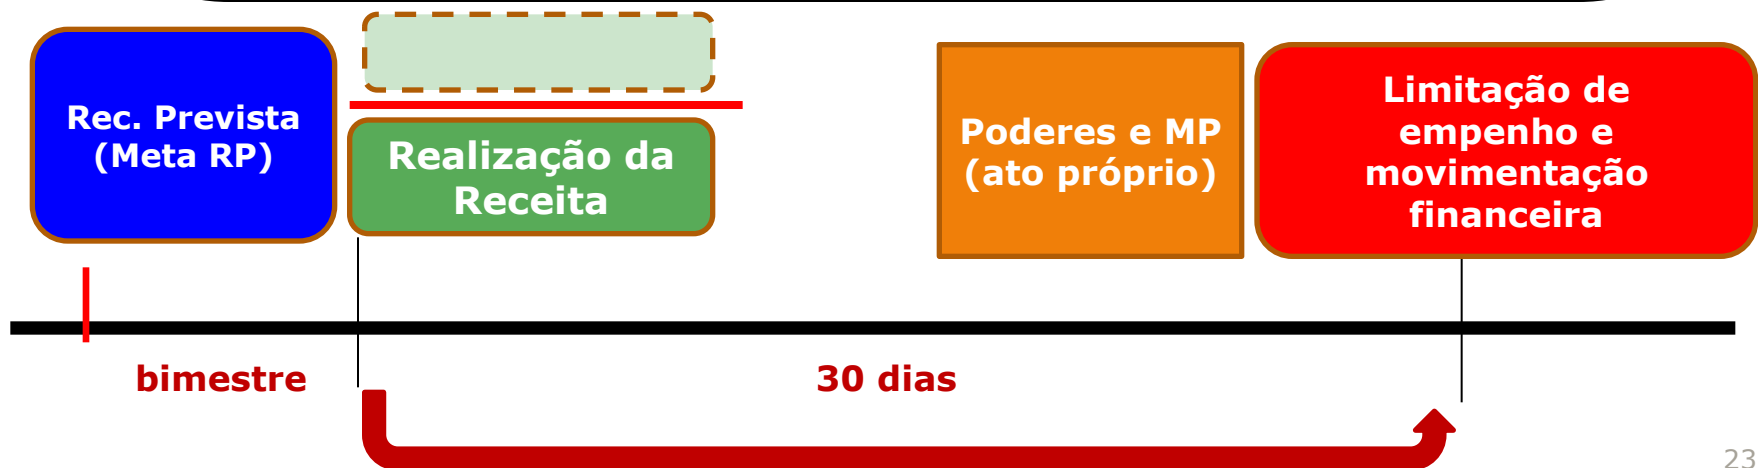 Rec. Prevista
(Meta RP)
Realização da
Receita
Poderes e MP
(ato próprio)
Limitação de
empenho e
movimentação
financeira
bimestre
30 dias
23